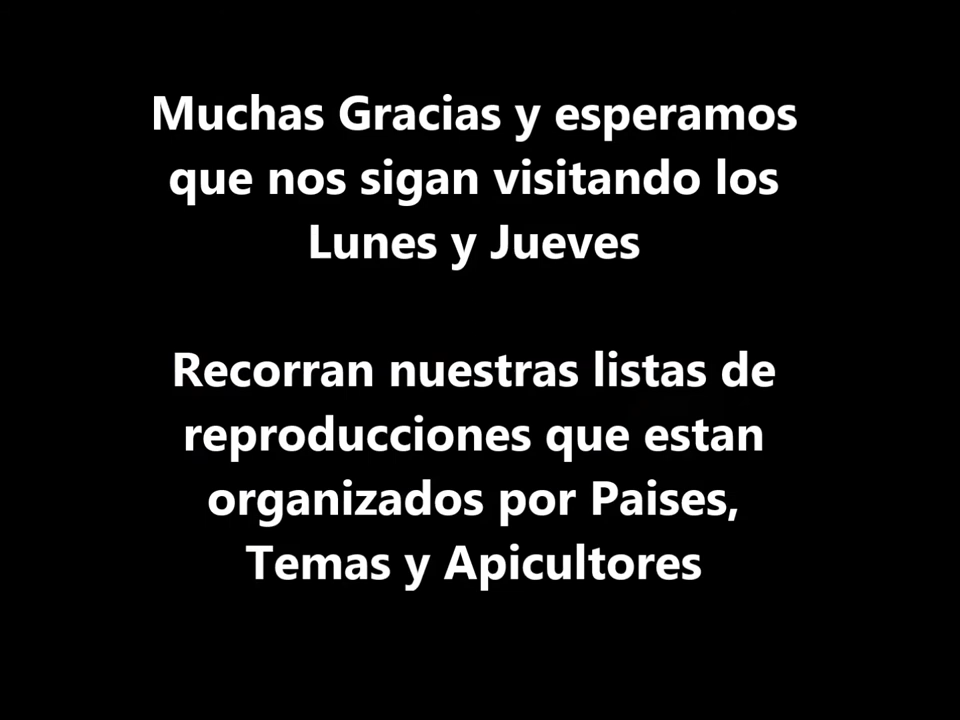 Muchas Gracias y esperamos
que nos sigan visitando los
Lunes y Jueves
Recorran nuestras listas de
reproducciones que estan
organizados por Paises,
Temas y Apicultores